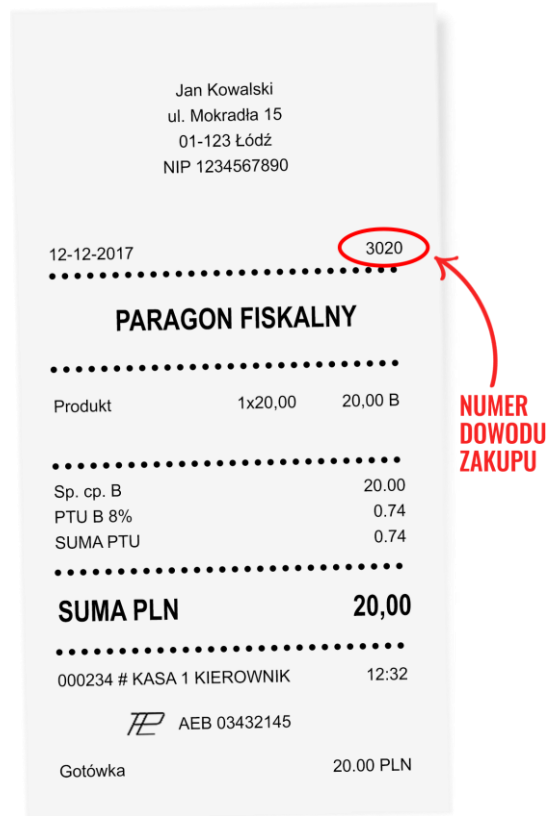 Jan Kowalski
ul. Mokradła 15
01-123 Łódź
NIP 1234567890
12-12-2017 3020
PARAGON FISKALNY
Produkt 1x20,00 20,00 B
NUMER
DOWODU
ZAKUPU
Sp. cp. B 20.00
PTU B 8% 0.74
SUMA PTU 0.74
SUMA PLN 20,00
000234 # KASA 1 KIEROWNIK 12:32
AEB 03432145
Gotówka 20.00 PLN